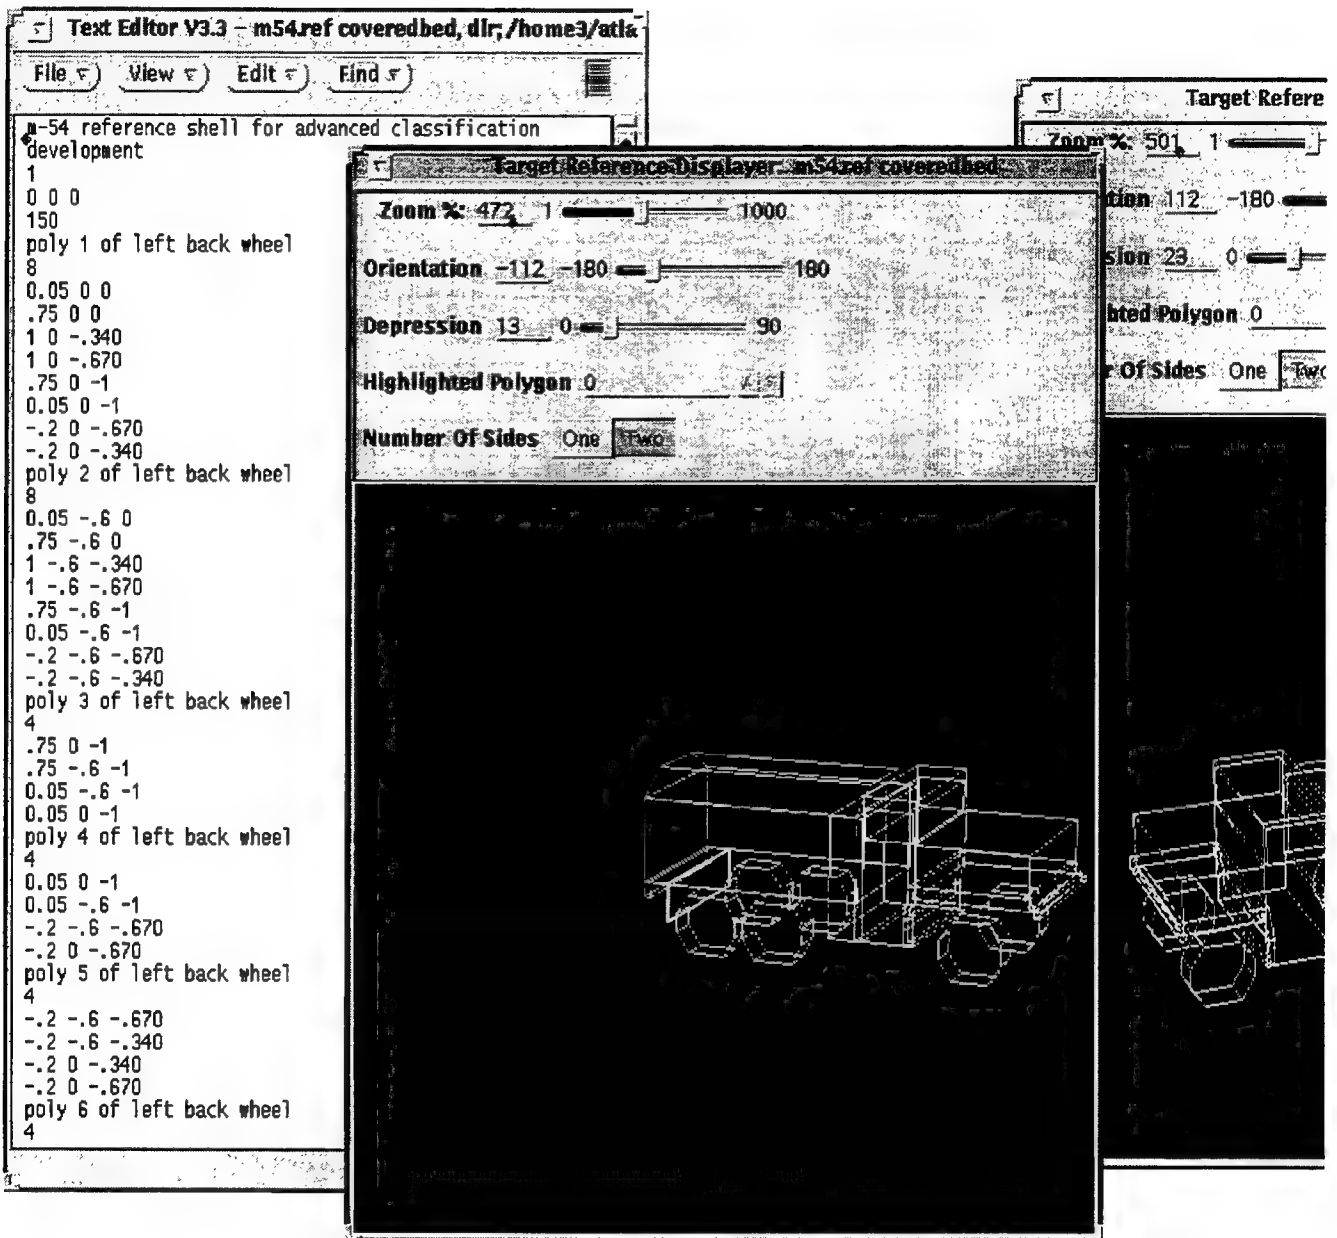 Text Editor V3.3 – m54.ref coveredbed, dir; /home3/atla
File View Edit Find
m-54 reference shell for advanced classification
development
1
0 0 0
150
poly 1 of left back wheel
8
0.05 0 0
.75 0 0
1 0 -.340
1 0 -.670
.75 0 -1
0.05 0 -1
-.2 0 -.670
-.2 0 -.340
poly 2 of left back wheel
8
0.05 -.6 0
.75 -.6 0
1 -.6 -.340
1 -.6 -.670
.75 -.6 -1
0.05 -.6 -1
-.2 -.6 -.670
-.2 -.6 -.340
poly 3 of left back wheel
4
.75 0 -1
.75 -.6 -1
0.05 -.6 -1
0.05 0 -1
poly 4 of left back wheel
4
0.05 0 -1
0.05 -.6 -1
-.2 -.6 -.670
-.2 0 -.670
poly 5 of left back wheel
4
-.2 -.6 -.670
-.2 -.6 -.340
-.2 0 -.340
-.2 0 -.670
poly 6 of left back wheel
4
Target Reference Displayer m54.ref coveredbed
Zoom %: 472 1 1000
Orientation -112 -180 180
Depression 13 0 90
Highlighted Polygon 0
Number Of Sides One Two
Target Refere
Zoom %: 501 1
tion 112 -180
sion 23 0
hted Polygon 0
r Of Sides One Two